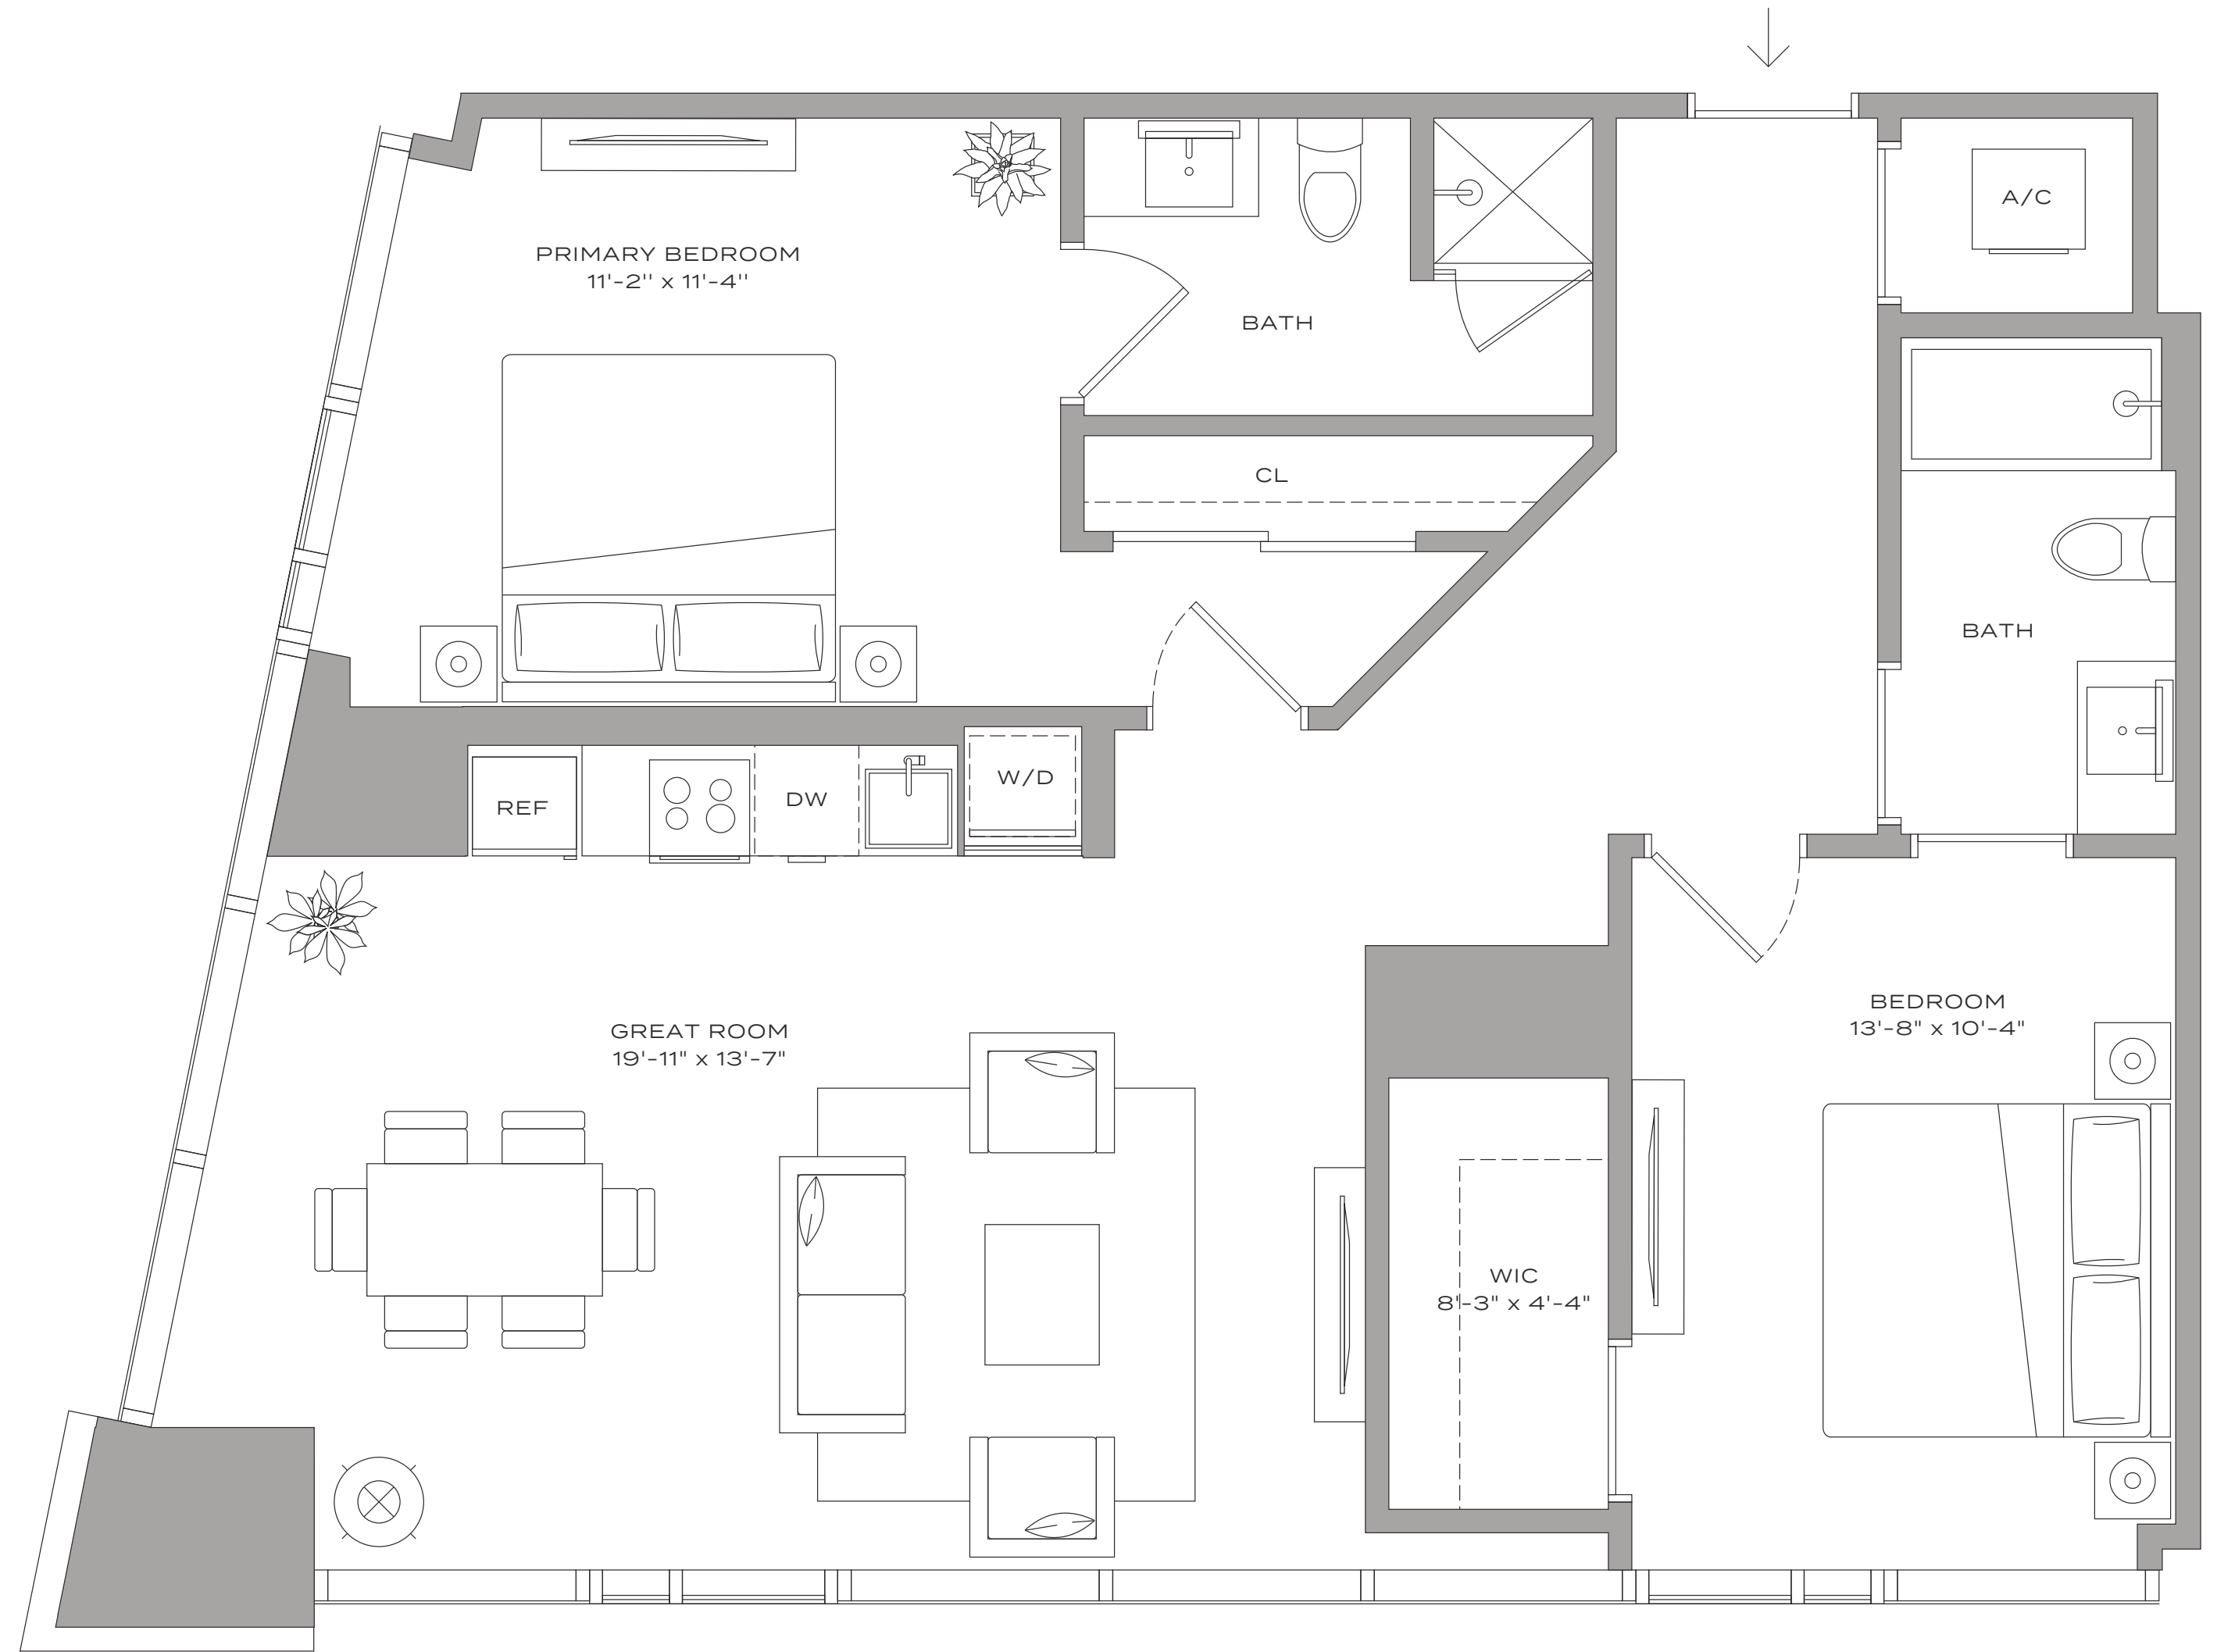 A/C
PRIMARY BEDROOM
11'-2'' x 11'-4''
BATH
CL
BATH
W/D
DW
REF
BEDROOM
13'-8" x 10'-4"
GREAT ROOM
19'-11" x 13'-7"
WIC
8'-3" x 4'-4"